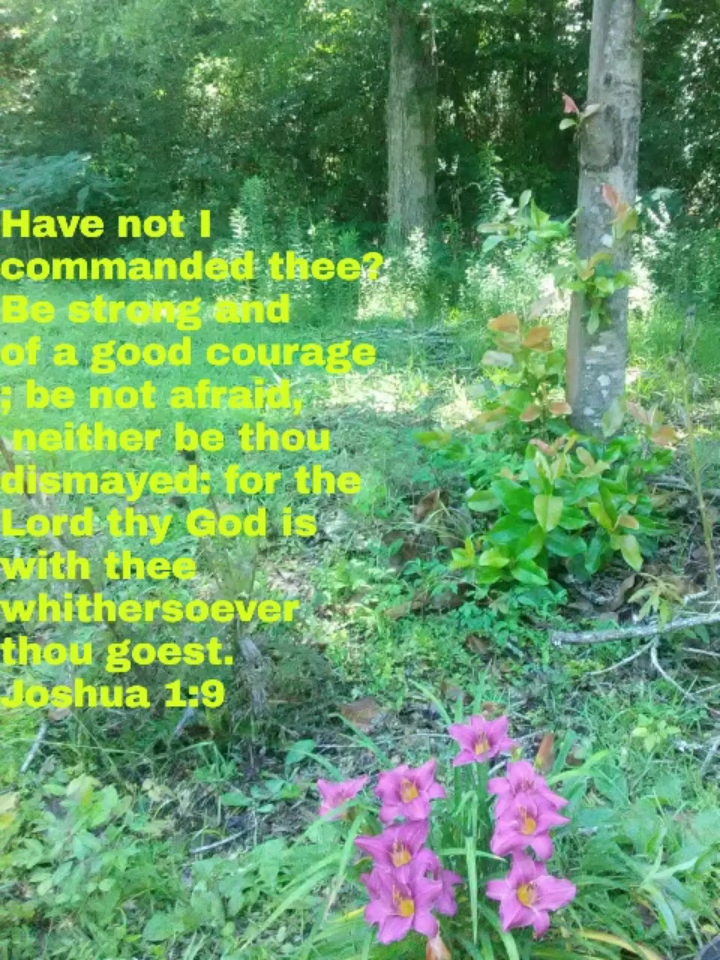 Have not I
commanded thee?
Be strong and
of a good courage
; be not afraid,
neither be thou
dismayed: for the
Lord thy God is
with thee
whithersoever
thou goest.
Joshua 1:9